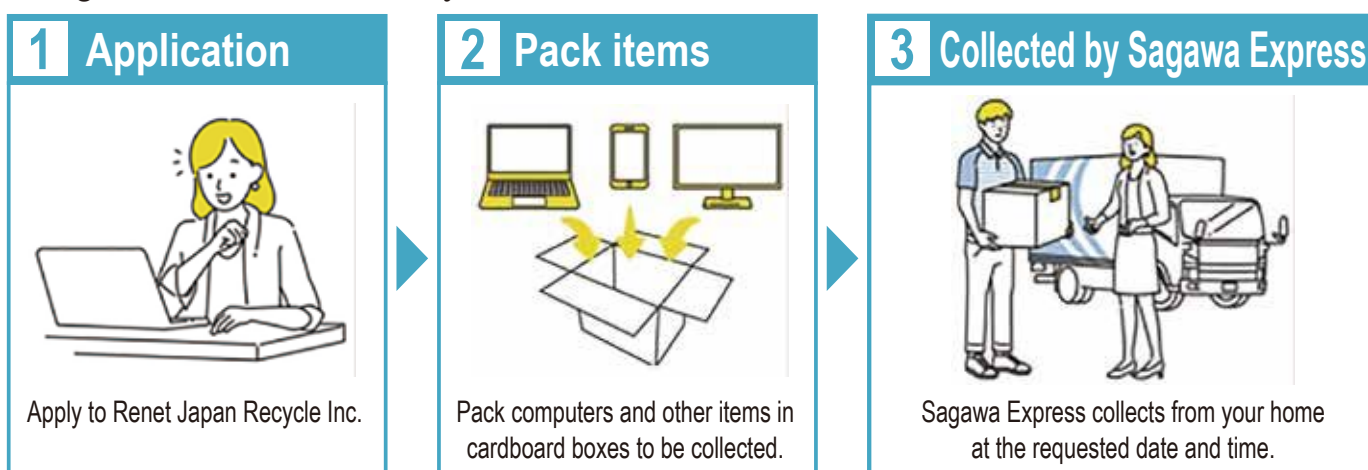 1 Application
Apply to Renet Japan Recycle Inc.
2 Pack items
Pack computers and other items in
cardboard boxes to be collected.
3 Collected by Sagawa Express
Sagawa Express collects from your home
at the requested date and time.